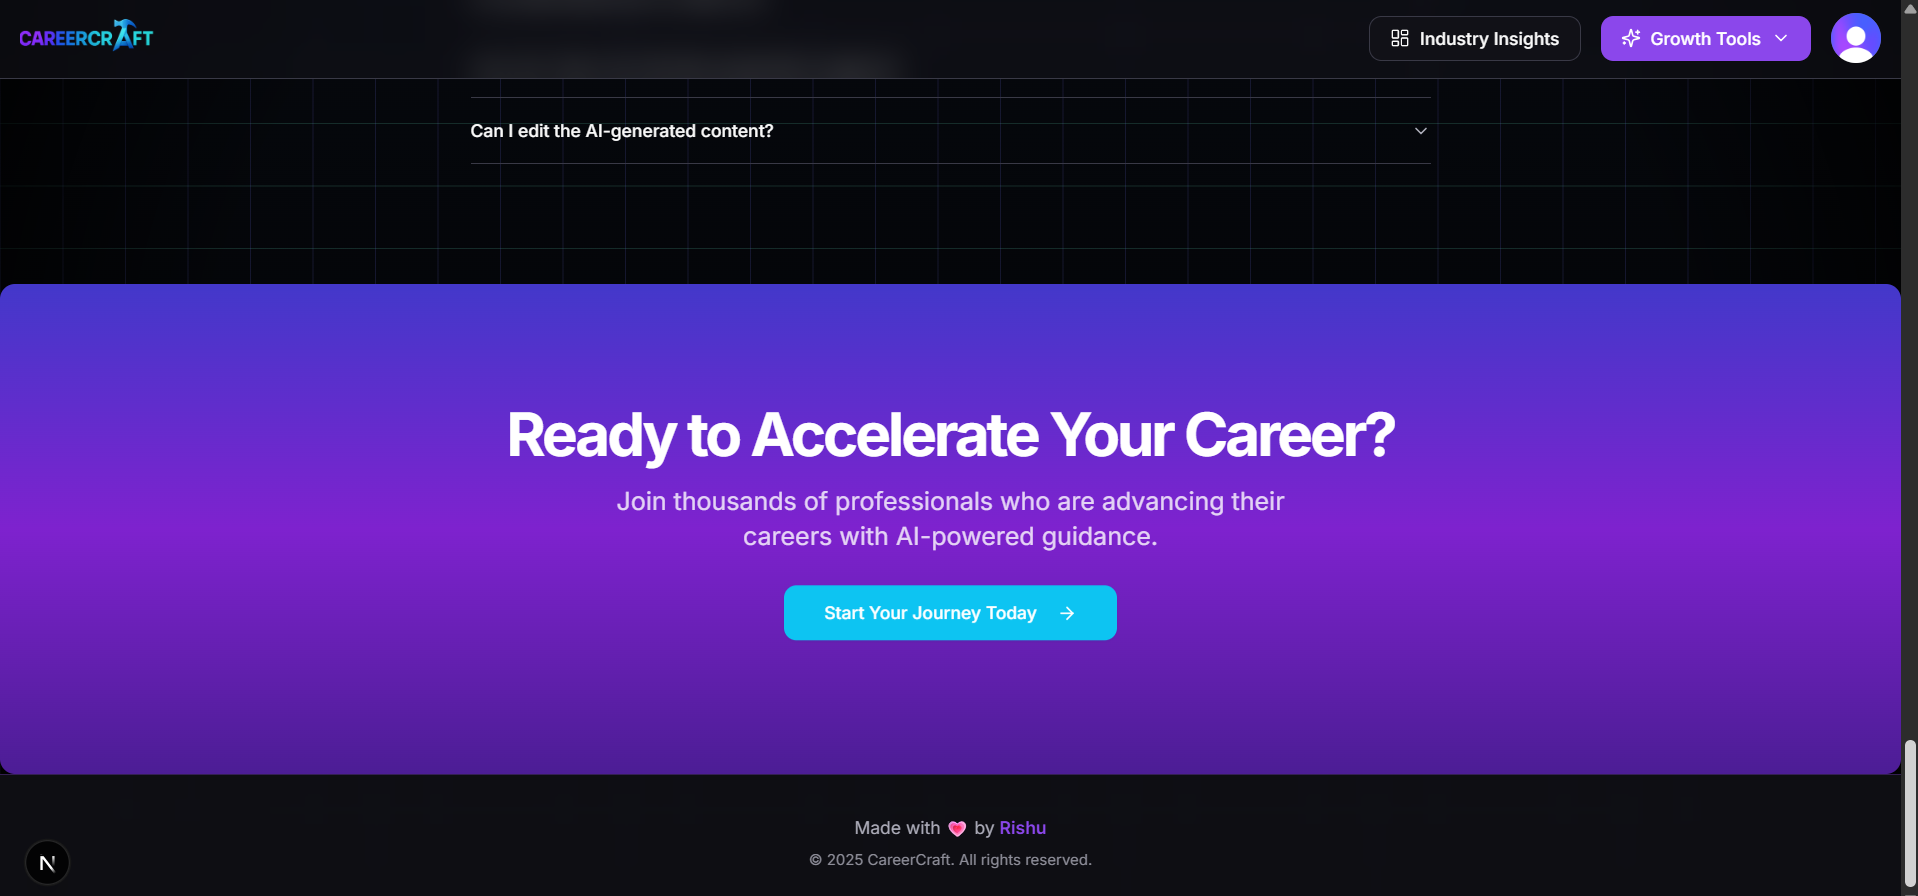 CAREERCRAFT
Industry Insights
Growth Tools
Can I edit the AI-generated content?
Ready to Accelerate Your Career?
Join thousands of professionals who are advancing their
careers with AI-powered guidance.
Start Your Journey Today
Made with 💗 by Rishu
© 2025 CareerCraft. All rights reserved.
N